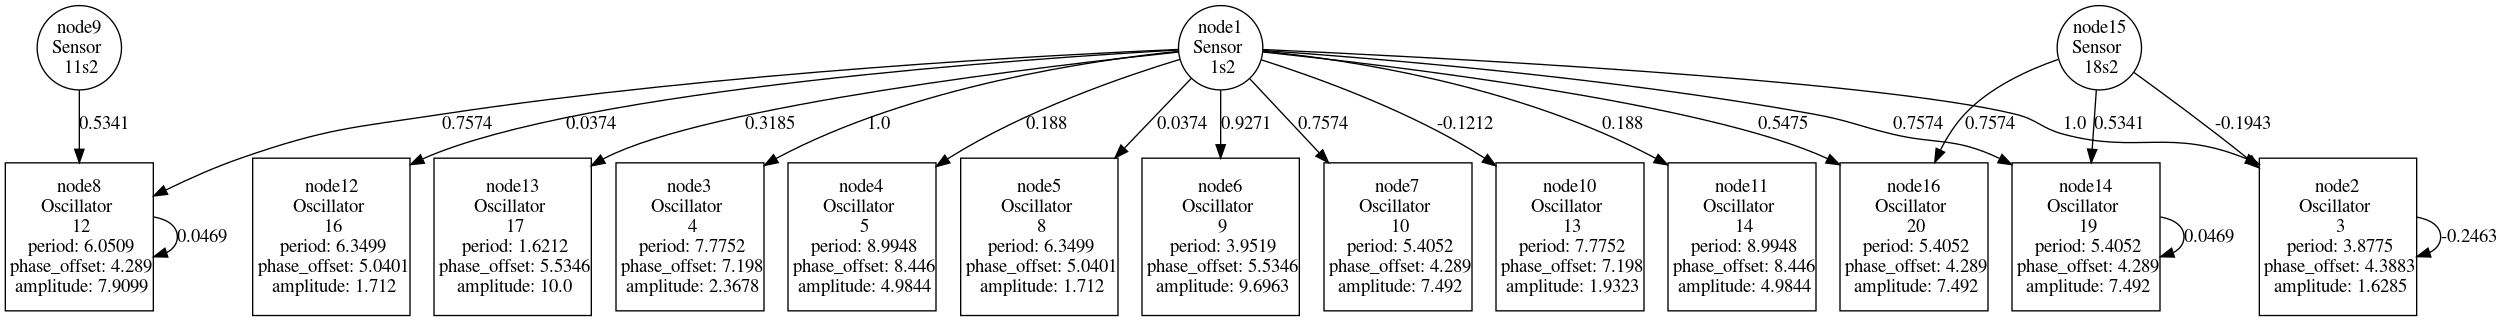 node9
Sensor
11s2
node1
Sensor
1s2
node15
Sensor
18s2
0.5341
0.7574
0.0374
0.3185
1.0
0.188
0.0374
0.9271
0.7574
-0.1212
0.188
0.5475
0.7574
0.7574
0.5341
1.0
-0.1943
node8
Oscillator
12
period: 6.0509
phase_offset: 4.289
amplitude: 7.9099
0.0469
node12
Oscillator
16
period: 6.3499
phase_offset: 5.0401
amplitude: 1.712
node13
Oscillator
17
period: 1.6212
phase_offset: 5.5346
amplitude: 10.0
node3
Oscillator
4
period: 7.7752
phase_offset: 7.198
amplitude: 2.3678
node4
Oscillator
5
period: 8.9948
phase_offset: 8.446
amplitude: 4.9844
node5
Oscillator
8
period: 6.3499
phase_offset: 5.0401
amplitude: 1.712
node6
Oscillator
9
period: 3.9519
phase_offset: 5.5346
amplitude: 9.6963
node7
Oscillator
10
period: 5.4052
phase_offset: 4.289
amplitude: 7.492
node10
Oscillator
13
period: 7.7752
phase_offset: 7.198
amplitude: 1.9323
node11
Oscillator
14
period: 8.9948
phase_offset: 8.446
amplitude: 4.9844
node16
Oscillator
20
period: 5.4052
phase_offset: 4.289
amplitude: 7.492
node14
Oscillator
19
period: 5.4052
phase_offset: 4.289
amplitude: 7.492
0.0469
node2
Oscillator
3
period: 3.8775
phase_offset: 4.3883
amplitude: 1.6285
-0.2463